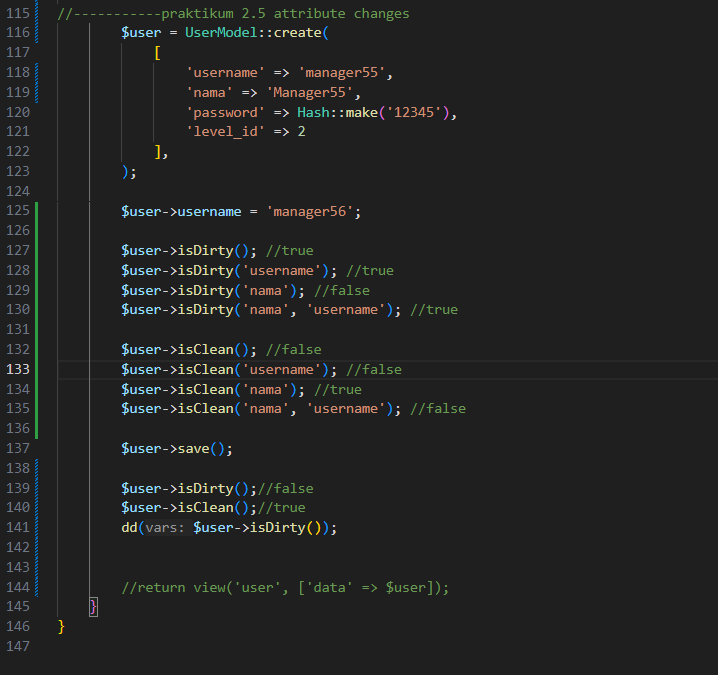 115 //-----------praktikum 2.5 attribute changes
116 $user = UserModel::create(
117 [
118 'username' => 'manager55',
119 'nama' => 'Manager55',
120 'password' => Hash::make('12345'),
121 'level_id' => 2
122 ],
123 );
124
125 $user->username = 'manager56';
126
127 $user->isDirty(); //true
128 $user->isDirty('username'); //true
129 $user->isDirty('nama'); //false
130 $user->isDirty('nama', 'username'); //true
131
132 $user->isClean(); //false
133 $user->isClean('username'); //false
134 $user->isClean('nama'); //true
135 $user->isClean('nama', 'username'); //false
136
137 $user->save();
138
139 $user->isDirty();//false
140 $user->isClean();//true
141 dd(vars: $user->isDirty());
142
143
144 //return view('user', ['data' => $user]);
145 }
146 }
147